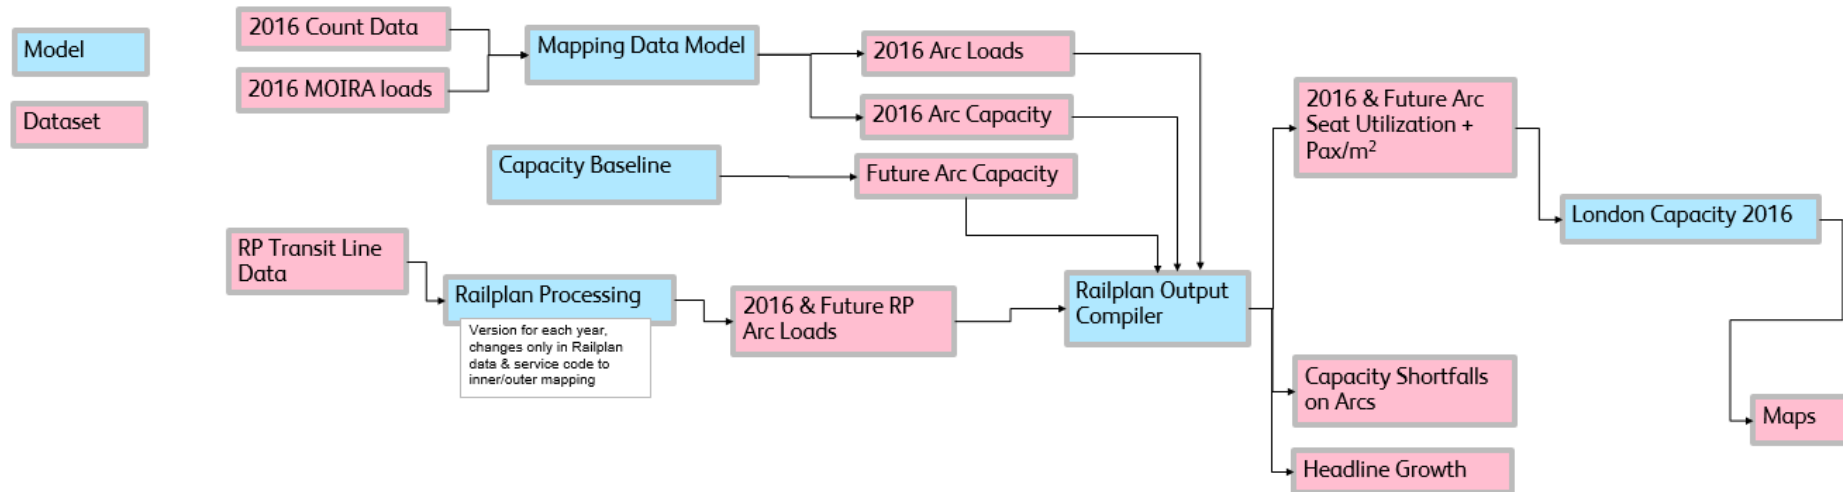 Model
Dataset
2016 Count Data
2016 MOIRA loads
Mapping Data Model
2016 Arc Loads
2016 Arc Capacity
Capacity Baseline
Future Arc Capacity
RP Transit Line
Data
Railplan Processing
Version for each year,
changes only in Railplan
data & service code to
inner/outer mapping
2016 & Future RP
Arc Loads
Railplan Output
Compiler
2016 & Future Arc
Seat Utilization +
Pax/m²
London Capacity 2016
Capacity Shortfalls
on Arcs
Headline Growth
Maps